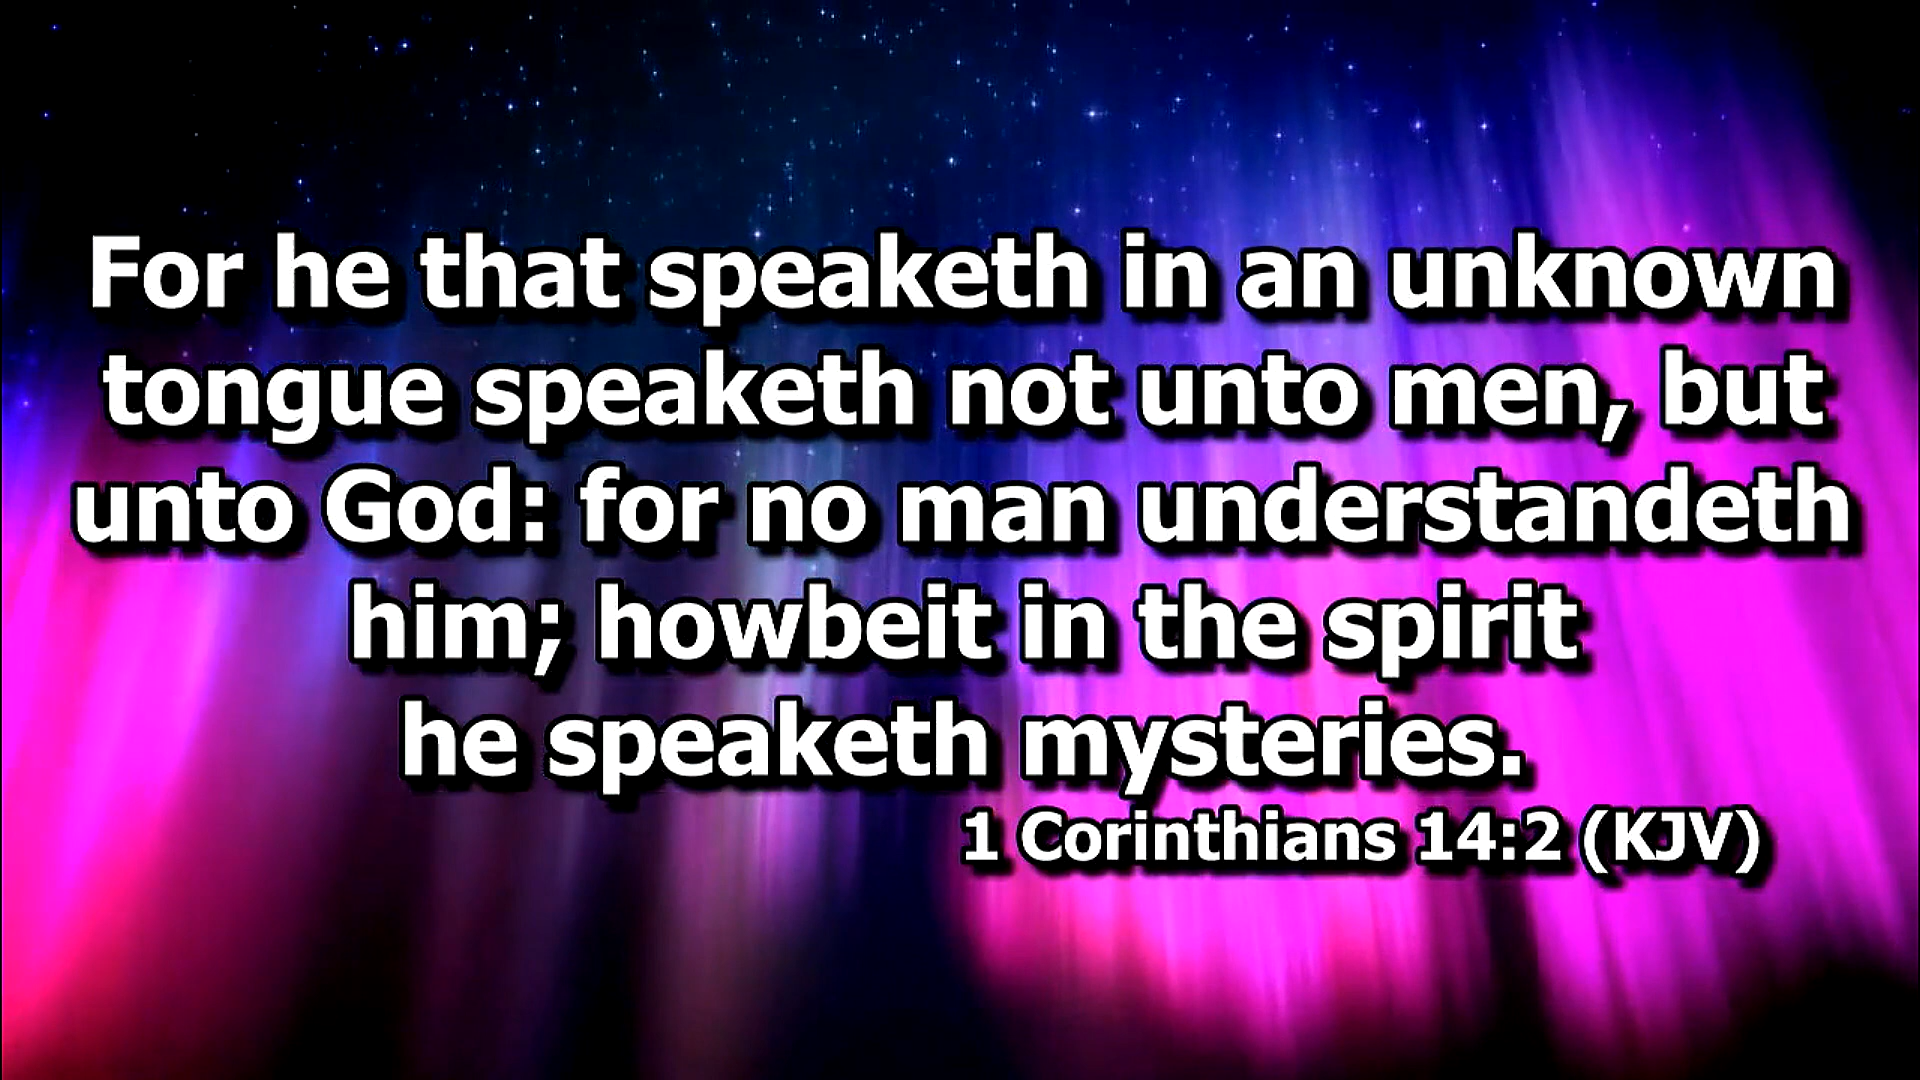 For he that speaketh in an unknown
tongue speaketh not unto men, but
unto God: for no man understandeth
him; howbeit in the spirit
he speaketh mysteries.
1 Corinthians 14:2 (KJV)